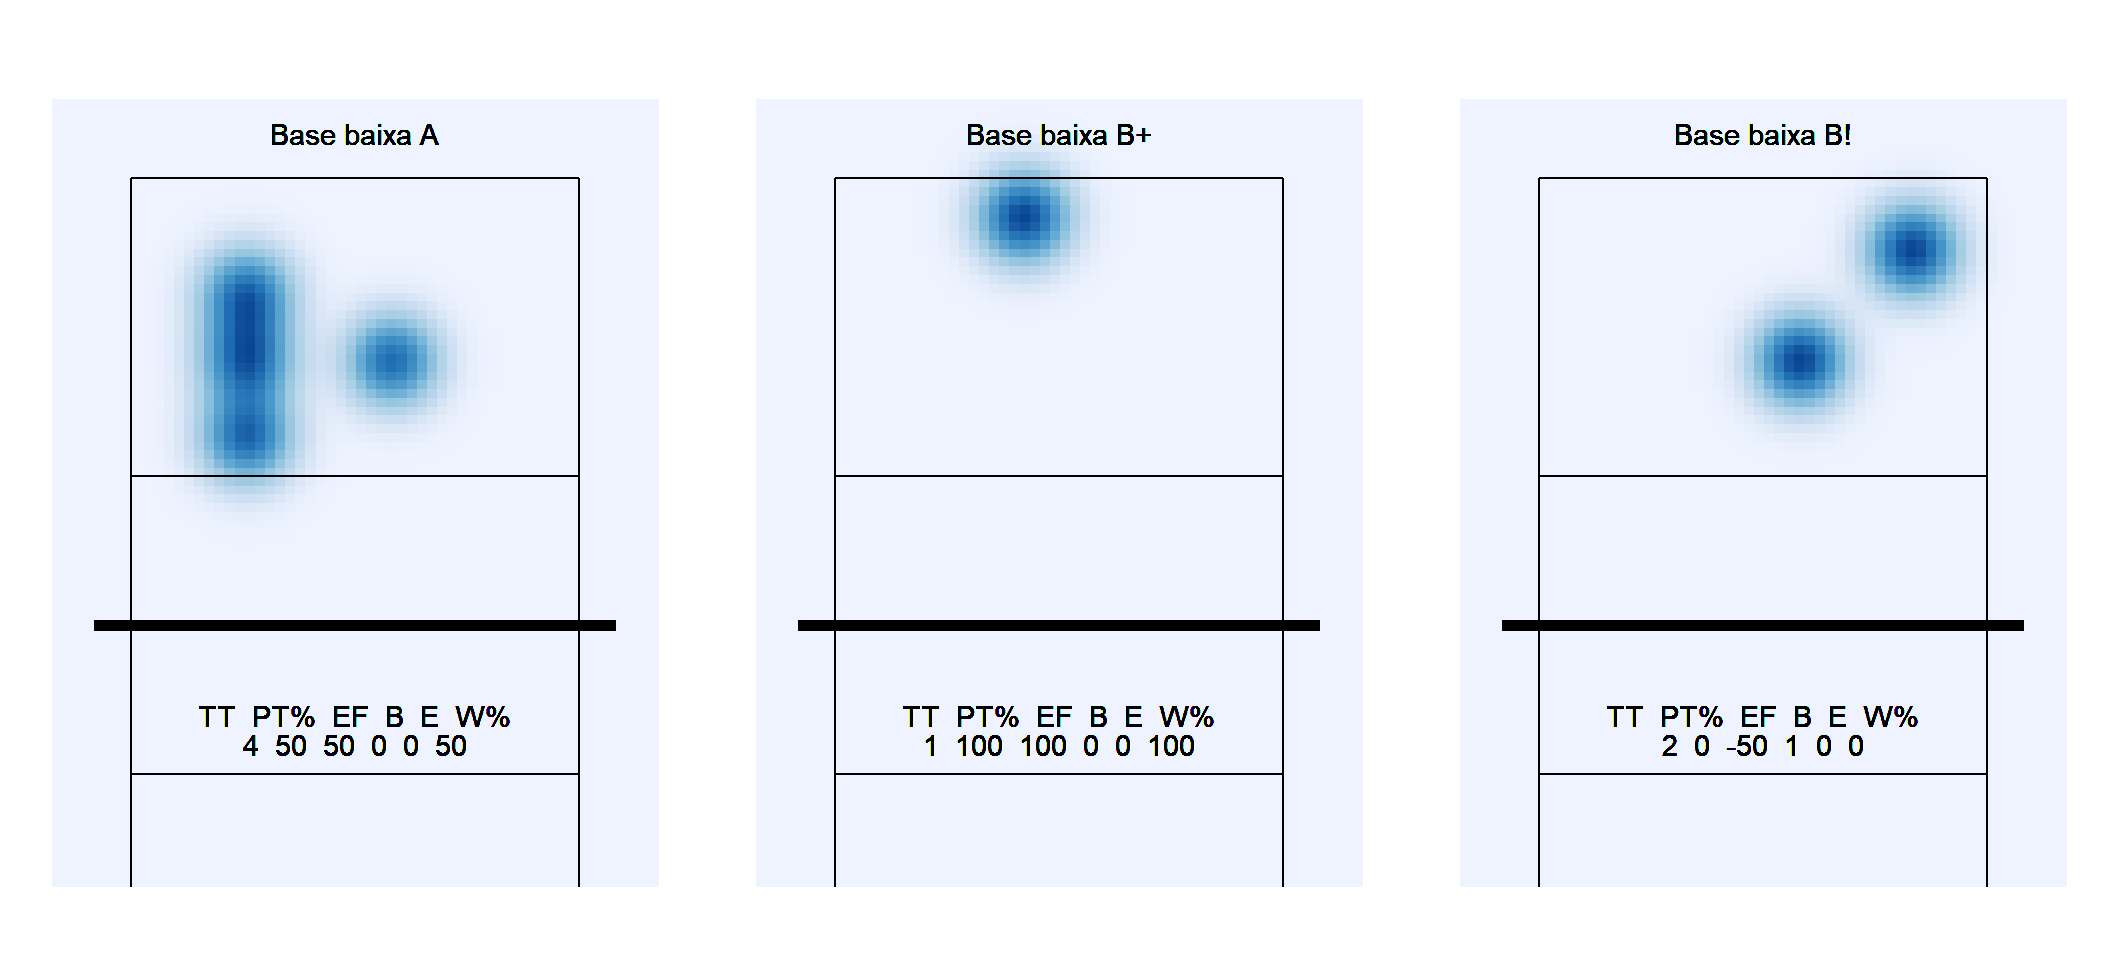 Base baixa A
TT PT% EF B E W%
4 50 50 0 0 50
Base baixa B+
TT PT% EF B E W%
1 100 100 0 0 100
Base baixa B!
TT PT% EF B E W%
2 0 -50 1 0 0